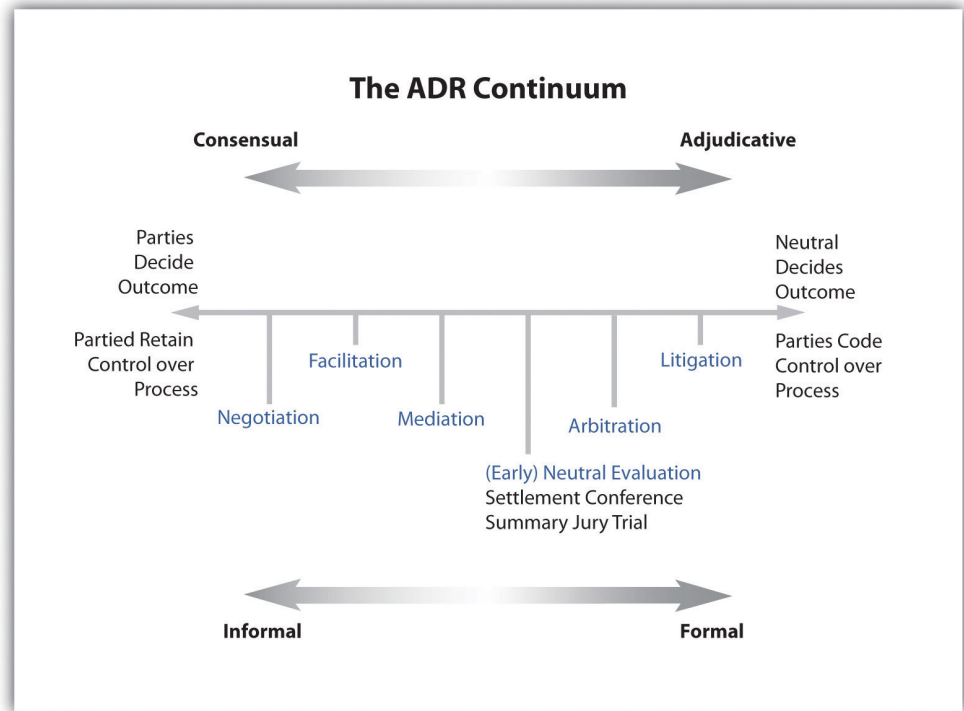 The ADR Continuum
Consensual
Adjudicative
Parties
Decide
Outcome
Neutral
Decides
Outcome
Partied Retain
Control over
Process
Parties Code
Control over
Process
Negotiation
Facilitation
Mediation
(Early) Neutral Evaluation
Settlement Conference
Summary Jury Trial
Arbitration
Litigation
Informal
Formal